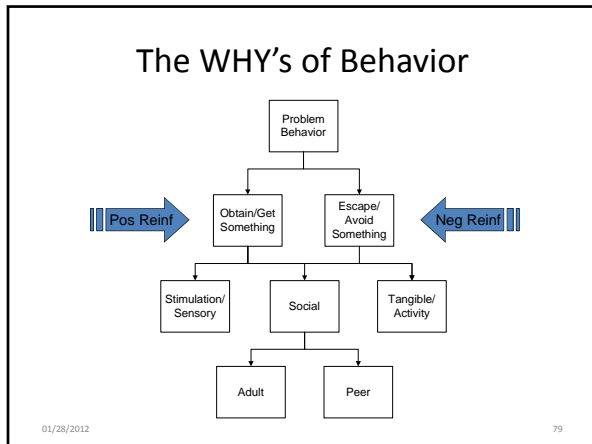 The WHY's of Behavior
Problem
Behavior
Pos Reinf
Obtain/Get
Something
Escape/
Avoid
Something
Neg Reinf
Stimulation/
Sensory
Social
Tangible/
Activity
Adult
Peer
01/28/2012
79